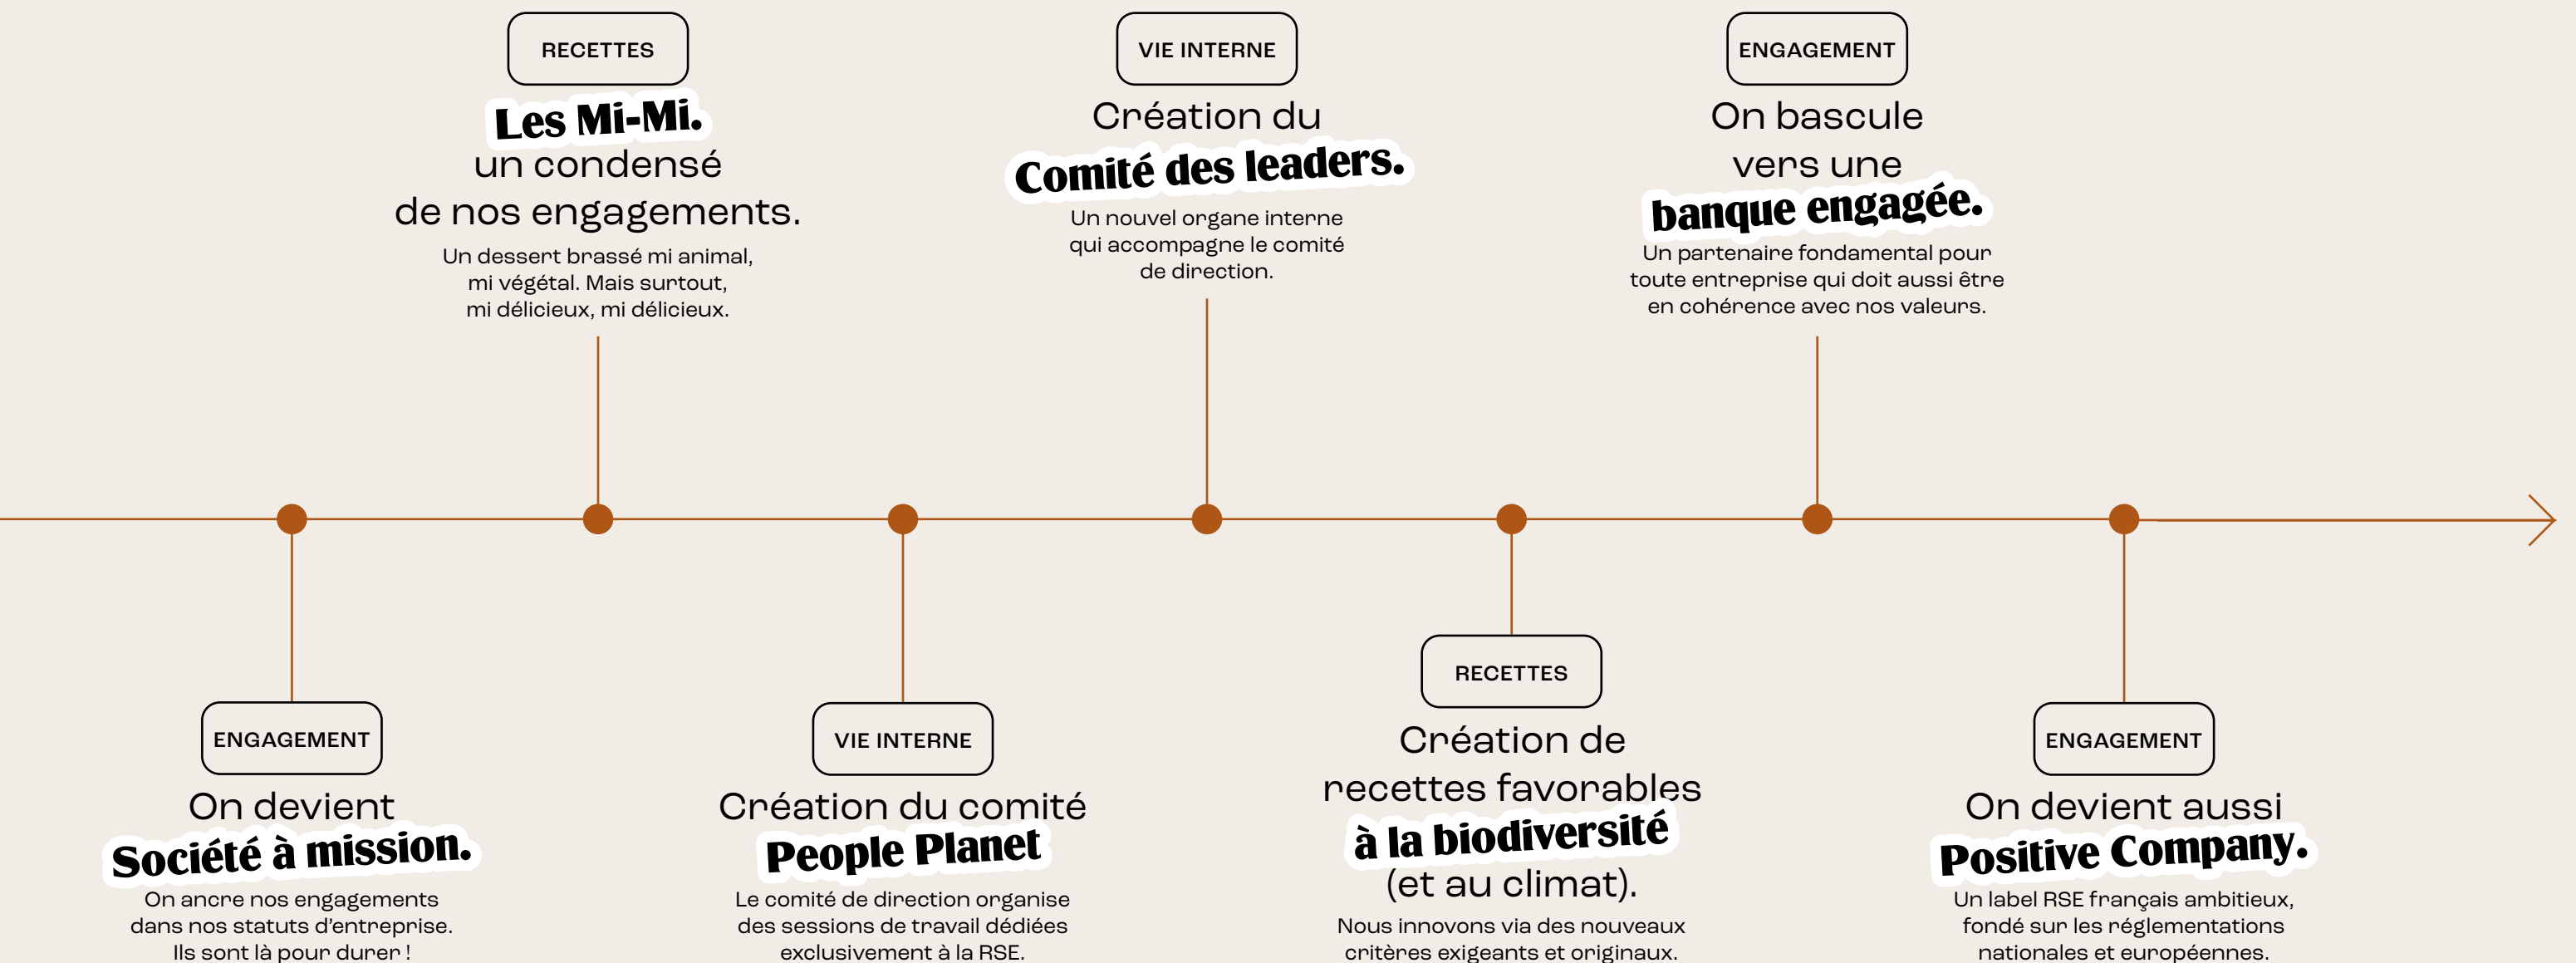 RECETTES
Les Mi-Mi.
un condensé
de nos engagements.
Un dessert brassé mi animal,
mi végétal. Mais surtout,
mi délicieux, mi délicieux.
VIE INTERNE
Création du
Comité des leaders.
Un nouvel organe interne
qui accompagne le comité
de direction.
ENGAGEMENT
On bascule
vers une
banque engagée.
Un partenaire fondamental pour
toute entreprise qui doit aussi être
en cohérence avec nos valeurs.
ENGAGEMENT
On devient
Société à mission.
On ancre nos engagements
dans nos statuts d’entreprise.
Ils sont là pour durer !
VIE INTERNE
Création du comité
People Planet
Le comité de direction organise
des sessions de travail dédiées
exclusivement à la RSE.
RECETTES
Création de
recettes favorables
à la biodiversité
(et au climat).
Nous innovons via des nouveaux
critères exigeants et originaux.
ENGAGEMENT
On devient aussi
Positive Company.
Un label RSE français ambitieux,
fondé sur les réglementations
nationales et européennes.